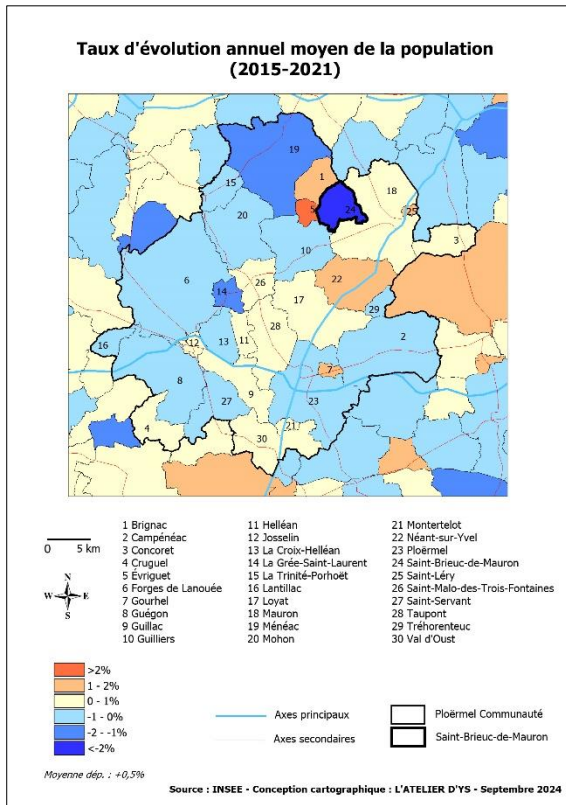 Taux d'évolution annuel moyen de la population
(2015-2021)
19
1
15
18
5
24
25
20
3
10
6
26
22
14
17
29
28
2
16
12
13
11
7
8
9
23
27
4
21
30
0 5 km
N
W E
S
1 Brignac
2 Campénéac
3 Concoret
4 Cruguel
5 Évriguet
6 Forges de Lanouée
7 Gourhel
8 Guégon
9 Guillac
10 Guilliers
11 Helléan
12 Josselin
13 La Croix-Helléan
14 La Grée-Saint-Laurent
15 La Trinité-Porhoët
16 Lantillac
17 Loyat
18 Mauron
19 Ménéac
20 Mohon
21 Montertelot
22 Néant-sur-Yvel
23 Ploërmel
24 Saint-Brieuc-de-Mauron
25 Saint-Léry
26 Saint-Malo-des-Trois-Fontaines
27 Saint-Servant
28 Taupont
29 Tréhorenteuc
30 Val d'Oust
>2%
1 - 2%
0 - 1%
-1 - 0%
-2 - -1%
<-2%
Axes principaux
Axes secondaires
Ploërmel Communauté
Saint-Brieuc-de-Mauron
Moyenne dép. : +0,5%
Source : INSEE - Conception cartographique : L'ATELIER D'YS - Septembre 2024